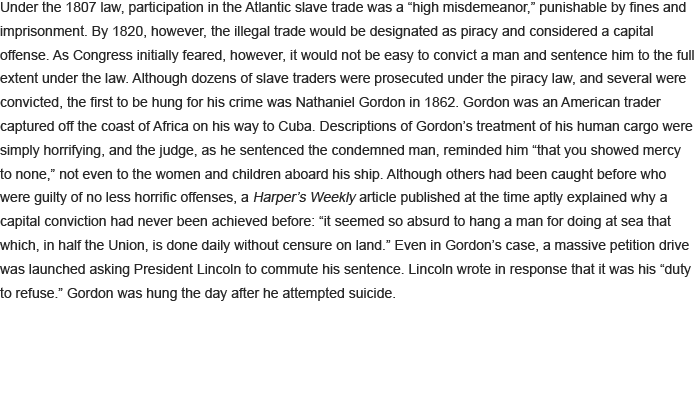 Under the 1807 law, participation in the Atlantic slave trade was a “high misdemeanor,” punishable by fines and
imprisonment. By 1820, however, the illegal trade would be designated as piracy and considered a capital
offense. As Congress initially feared, however, it would not be easy to convict a man and sentence him to the full
extent under the law. Although dozens of slave traders were prosecuted under the piracy law, and several were
convicted, the first to be hung for his crime was Nathaniel Gordon in 1862. Gordon was an American trader
captured off the coast of Africa on his way to Cuba. Descriptions of Gordon’s treatment of his human cargo were
simply horrifying, and the judge, as he sentenced the condemned man, reminded him “that you showed mercy
to none,” not even to the women and children aboard his ship. Although others had been caught before who
were guilty of no less horrific offenses, a Harper’s Weekly article published at the time aptly explained why a
capital conviction had never been achieved before: “it seemed so absurd to hang a man for doing at sea that
which, in half the Union, is done daily without censure on land.” Even in Gordon’s case, a massive petition drive
was launched asking President Lincoln to commute his sentence. Lincoln wrote in response that it was his “duty
to refuse.” Gordon was hung the day after he attempted suicide.